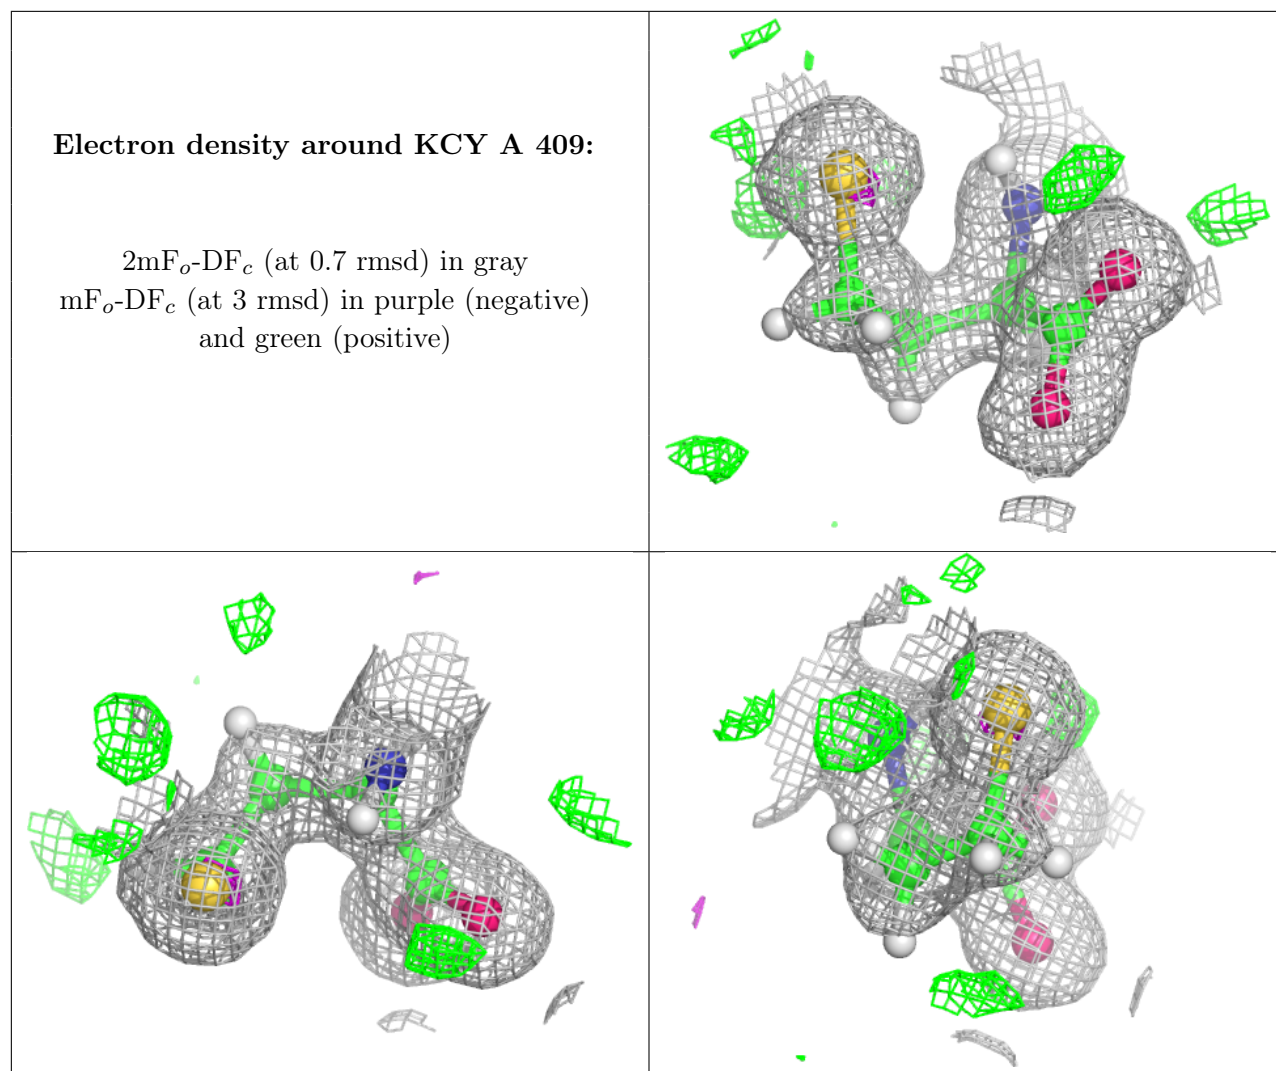 Electron density around KCY A 409:
2mFo-DFc (at 0.7 rmsd) in gray
mFo-DFc (at 3 rmsd) in purple (negative)
and green (positive)